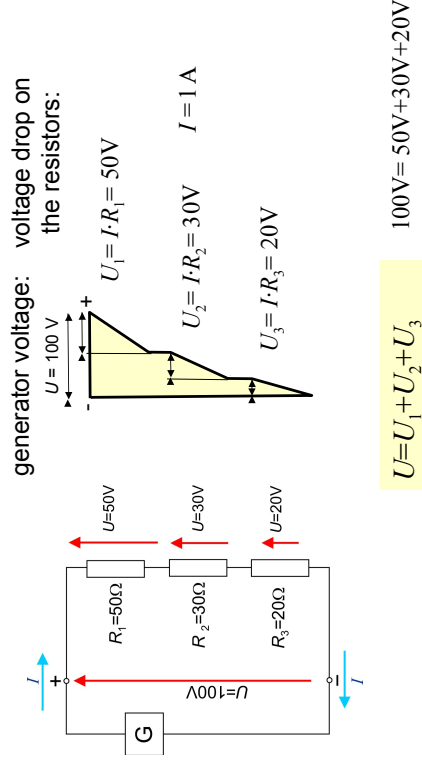 generator voltage:
voltage drop on
the resistors:
U = 100 V
-
+
U₁= I·R₁= 50V
U₂= I·R₂= 30V
I = 1 A
U₃= I·R₃= 20V
I
+
G
U=100V
R₁=50Ω
U=50V
R ₂=30Ω
U=30V
R₃=20Ω
U=20V
–
I
U=U₁+U₂+U₃
100V= 50V+30V+20V